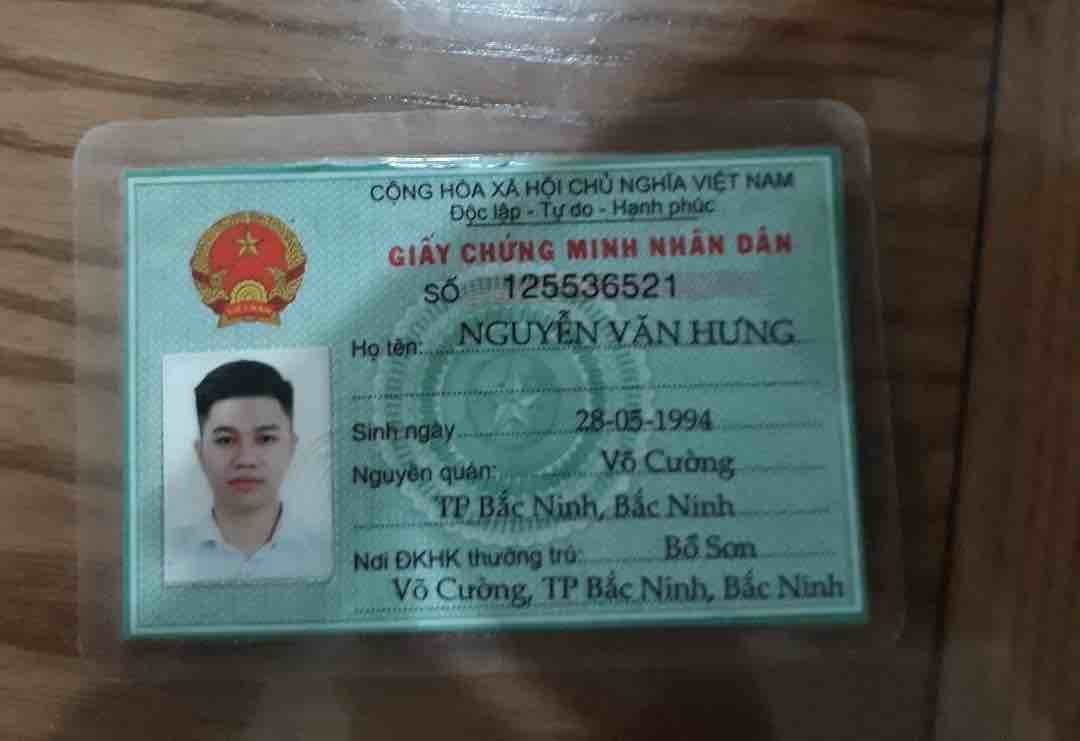 CỘNG HÒA XÃ HỘI CHỦ NGHĨA VIỆT NAM
Độc lập - Tự do - Hạnh phúc
GIẤY CHỨNG MINH NHÂN DÂN
SỐ 125536521
Họ tên: NGUYỄN VĂN HƯNG
Sinh ngày 28-05-1994
Nguyên quán: Võ Cường
TP Bắc Ninh, Bắc Ninh
Nơi ĐKHK thường trú: Bồ Sơn
Võ Cường, TP Bắc Ninh, Bắc Ninh
VIỆT NAM